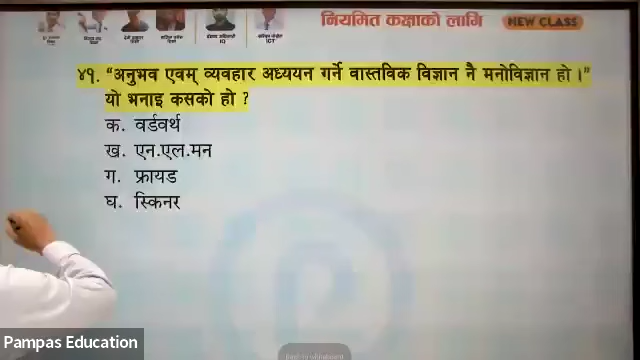 नियमित कक्षाको लागि NEW CLASS
४१. “अनुभव एवम् व्यवहार अध्ययन गर्ने वास्तविक विज्ञान नै मनोविज्ञान हो ।”
यो भनाइ कसको हो ?
क. वर्डवर्थ
ख. एन.एल.मन
ग. फ्रायड
घ. स्किनर
Pampas Education